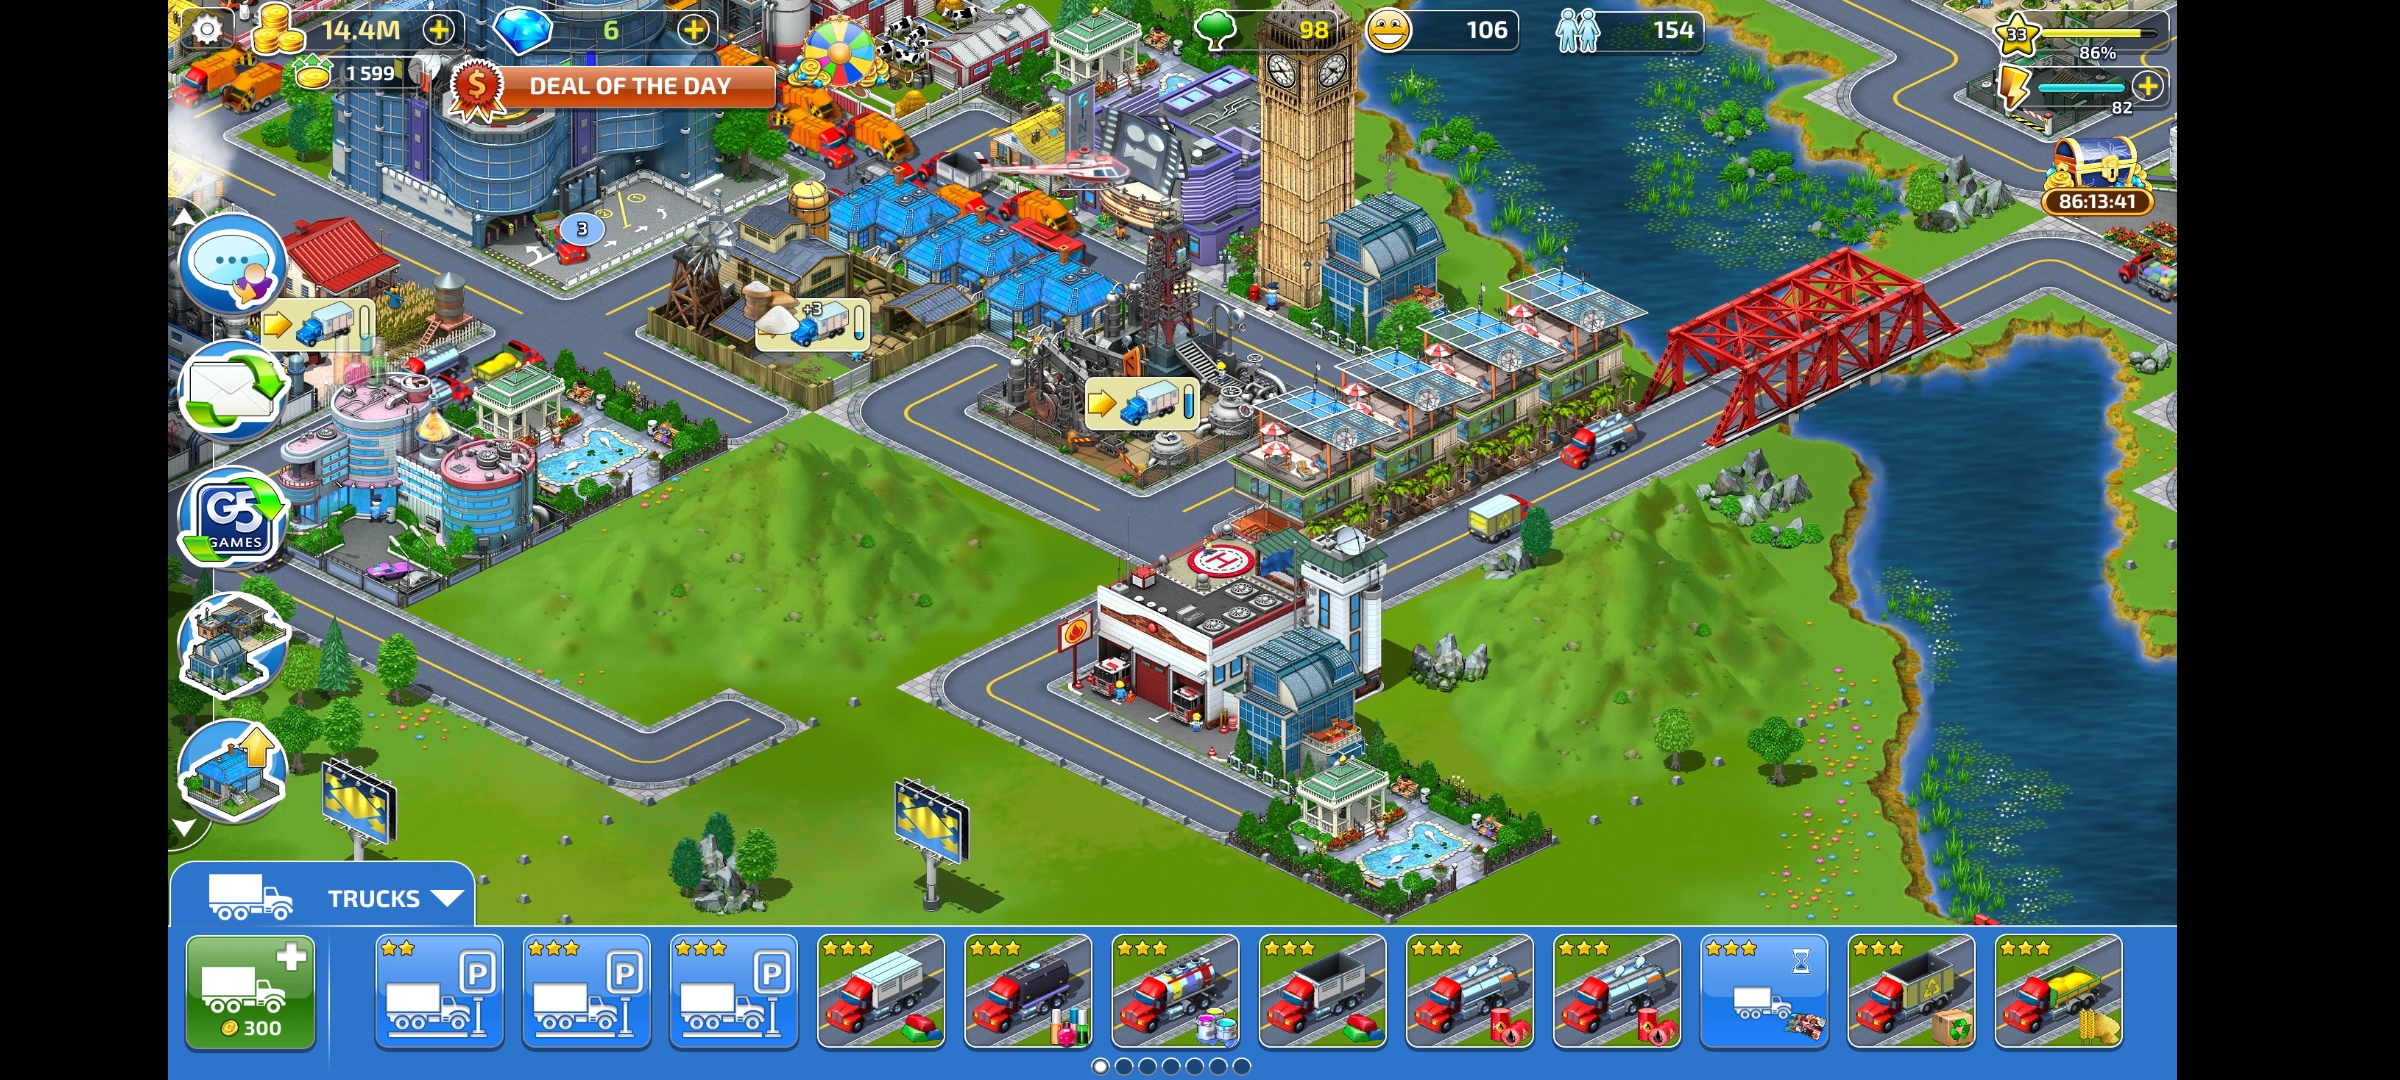 14.4M
6
98
106
154
33
86%
1 599
DEAL OF THE DAY
82
86:13:41
3
+3
G5
GAMES
H
TRUCKS
300
P
P
P